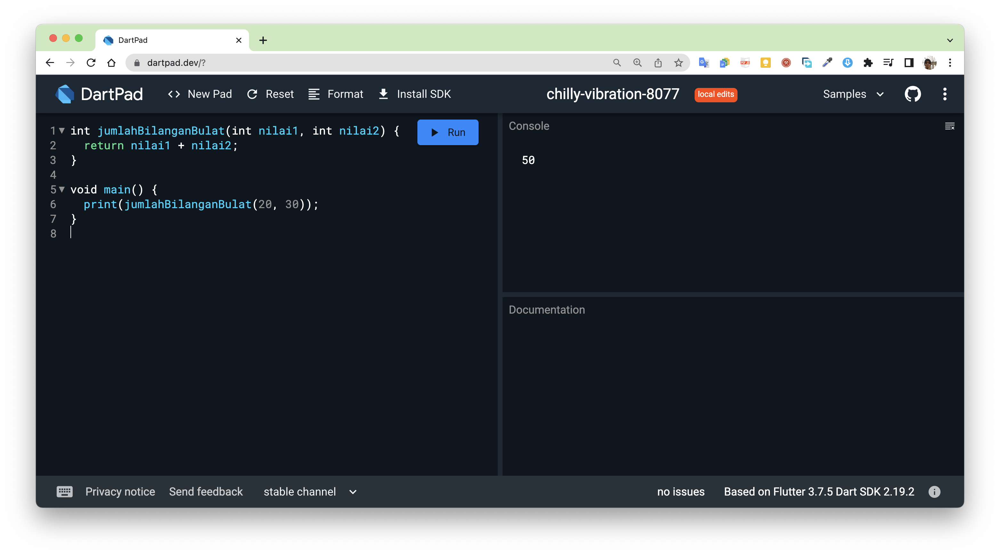 DartPad
dartpad.dev/?
DartPad
New Pad
Reset
Format
Install SDK
chilly-vibration-8077
local edits
Samples
1 int jumlahBilanganBulat(int nilai1, int nilai2) {
2   return nilai1 + nilai2;
3 }
4
5 void main() {
6   print(jumlahBilanganBulat(20, 30));
7 }
8
Run
Console
50
Documentation
Privacy notice
Send feedback
stable channel
no issues
Based on Flutter 3.7.5 Dart SDK 2.19.2